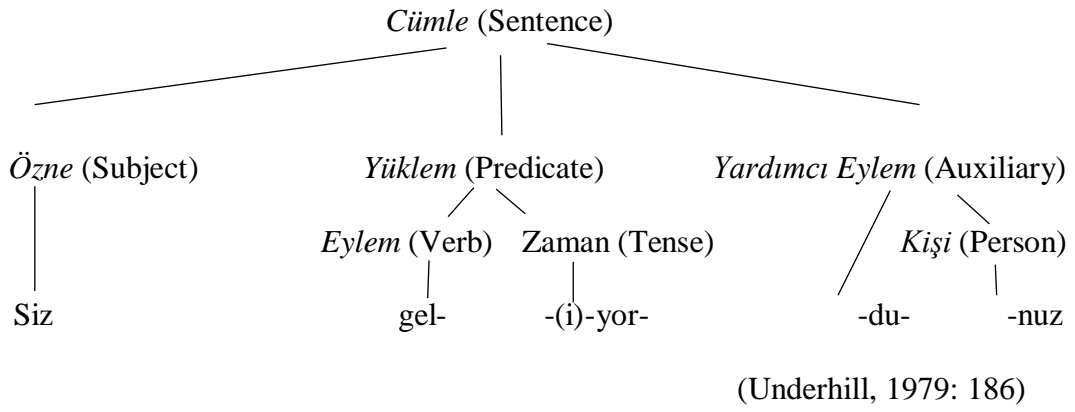 Cümle (Sentence)
Özne (Subject) Yüklem (Predicate) Yardımcı Eylem (Auxiliary)
Eylem (Verb) Zaman (Tense) Kişi (Person)
Siz gel- -(i)-yor- -du- -nuz
(Underhill, 1979: 186)